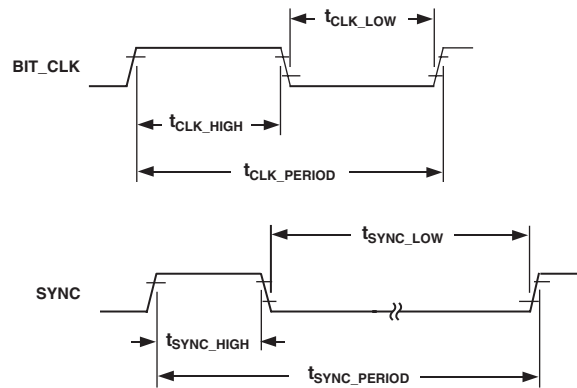 tCLK_LOW
BIT_CLK
tCLK_HIGH
tCLK_PERIOD
tSYNC_LOW
SYNC
tSYNC_HIGH
tSYNC_PERIOD